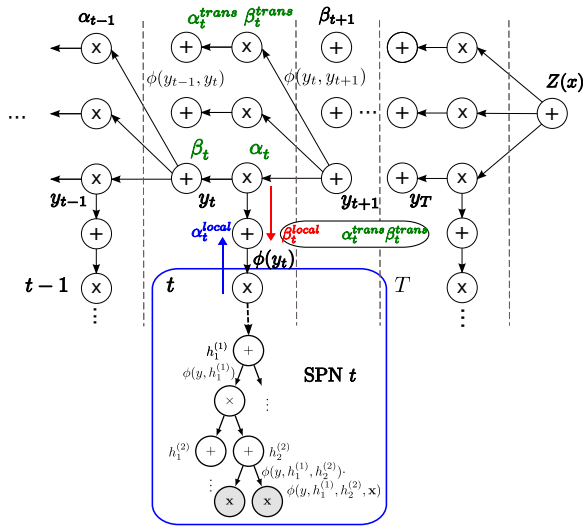 α_{t−1} α_t^{trans} β_t^{trans} β_{t+1}
x + x + + x
ϕ(y_{t−1}, y_t) ϕ(y_t, y_{t+1}) Z(x)
... x + x + ... + x +
β_t α_t
x + x + + x
y_{t−1} y_t y_{t+1} y_T
+ α_t^{local} + β_t^{local} α_t^{trans} β_t^{trans} +
ϕ(y_t)
t − 1 x t x T x
⋮ ⋮
h_1^{(1)} + SPN t
ϕ(y, h_1^{(1)})
× ⋮
h_1^{(2)} + + h_2^{(2)}
ϕ(y, h_1^{(1)}, h_2^{(2)})·
⋮ ϕ(y, h_1^{(1)}, h_2^{(2)}, x)
x x